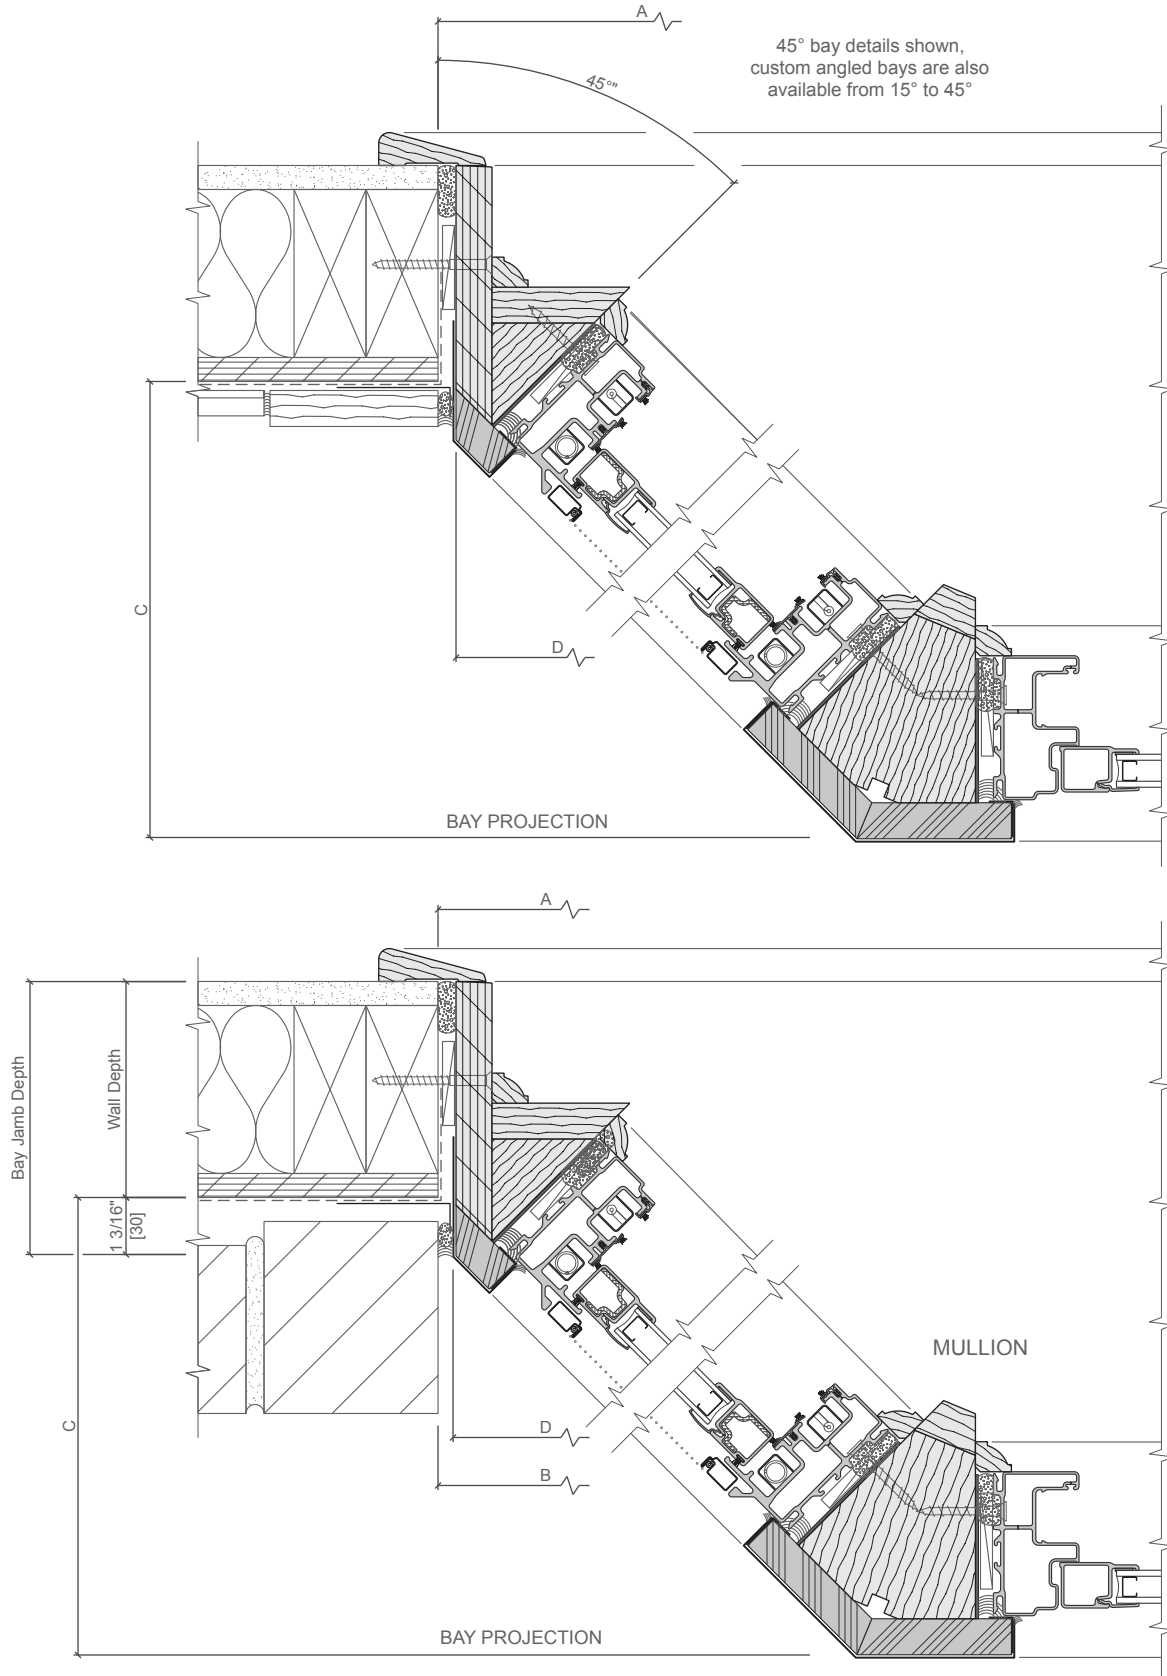 A
45° bay details shown,
custom angled bays are also
available from 15° to 45°
45°"
C
D
BAY PROJECTION
A
Bay Jamb Depth
Wall Depth
1 3/16"
[30]
MULLION
C
D
B
BAY PROJECTION